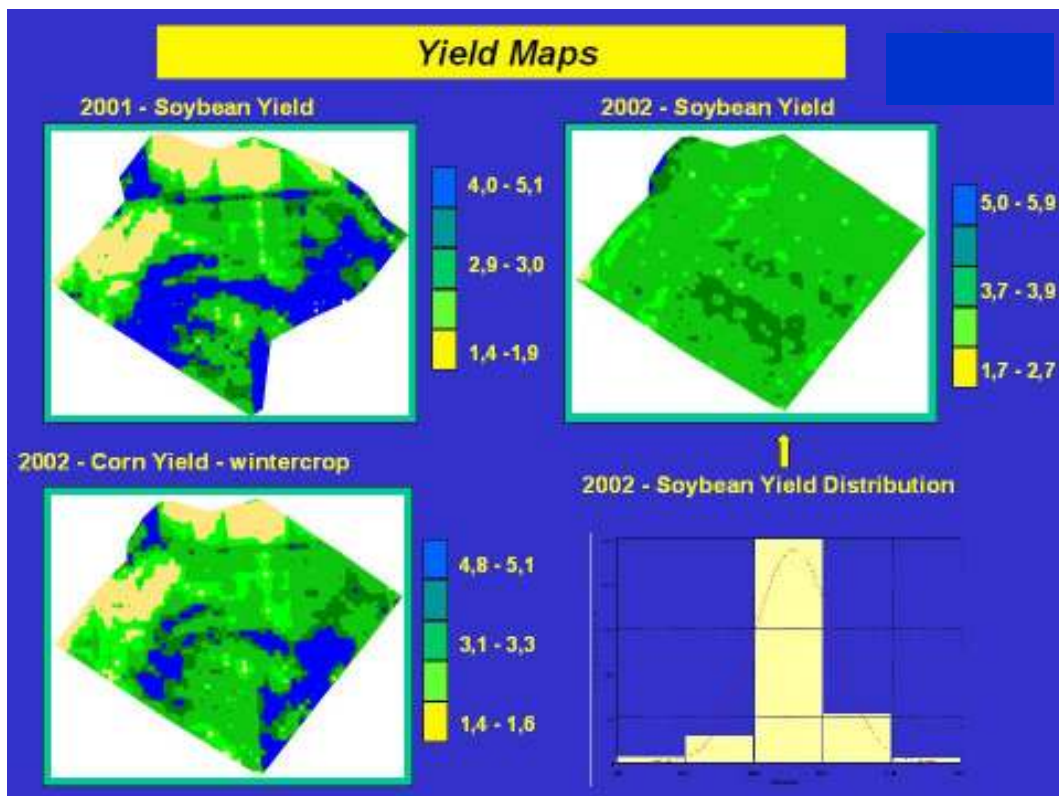 Yield Maps
2001 - Soybean Yield
4,0 - 5,1
2,9 - 3,0
1,4 -1,9
2002 - Soybean Yield
5,0 - 5,9
3,7 - 3,9
1,7 - 2,7
2002 - Corn Yield - wintercrop
4,8 - 5,1
3,1 - 3,3
1,4 - 1,6
2002 - Soybean Yield Distribution